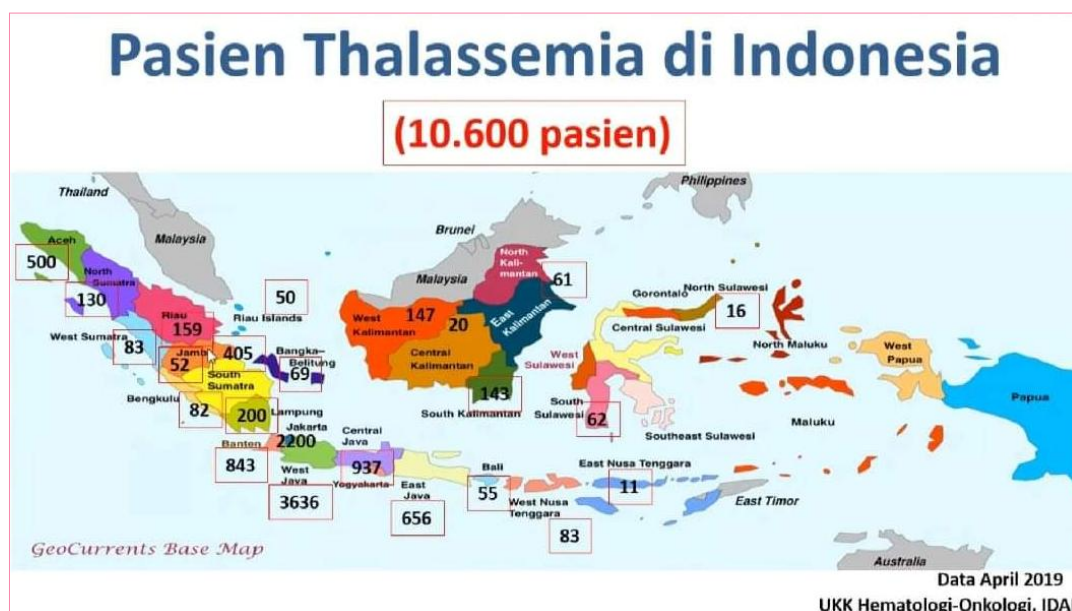 Pasien Thalassemia di Indonesia
(10.600 pasien)
Thailand
Philippines
Malaysia
Brunei
Aceh
500
North
Sumatra
130
Malaysia
North
Kali-
mantan
61
50
Riau Islands
Riau
159
West Sumatra
83
Jambi
52
405
Bangka–
Belitung
69
South
Sumatra
Bengkulu
82
200
Lampung
West
Kalimantan
147
20
East Kalimantan
Central
Kalimantan
143
South Kalimantan
Gorontalo
North Sulawesi
16
Central Sulawesi
West
Sulawesi
South
Sulawesi
62
Southeast Sulawesi
North Maluku
Maluku
West
Papua
Papua
Banten
843
Jakarta
2200
West
Java
3636
Central
Java
937
Yogyakarta
East
Java
656
Bali
55
West Nusa
Tenggara
83
East Nusa Tenggara
11
East Timor
Australia
GeoCurrents Base Map
Data April 2019
UKK Hematologi-Onkologi, IDAI